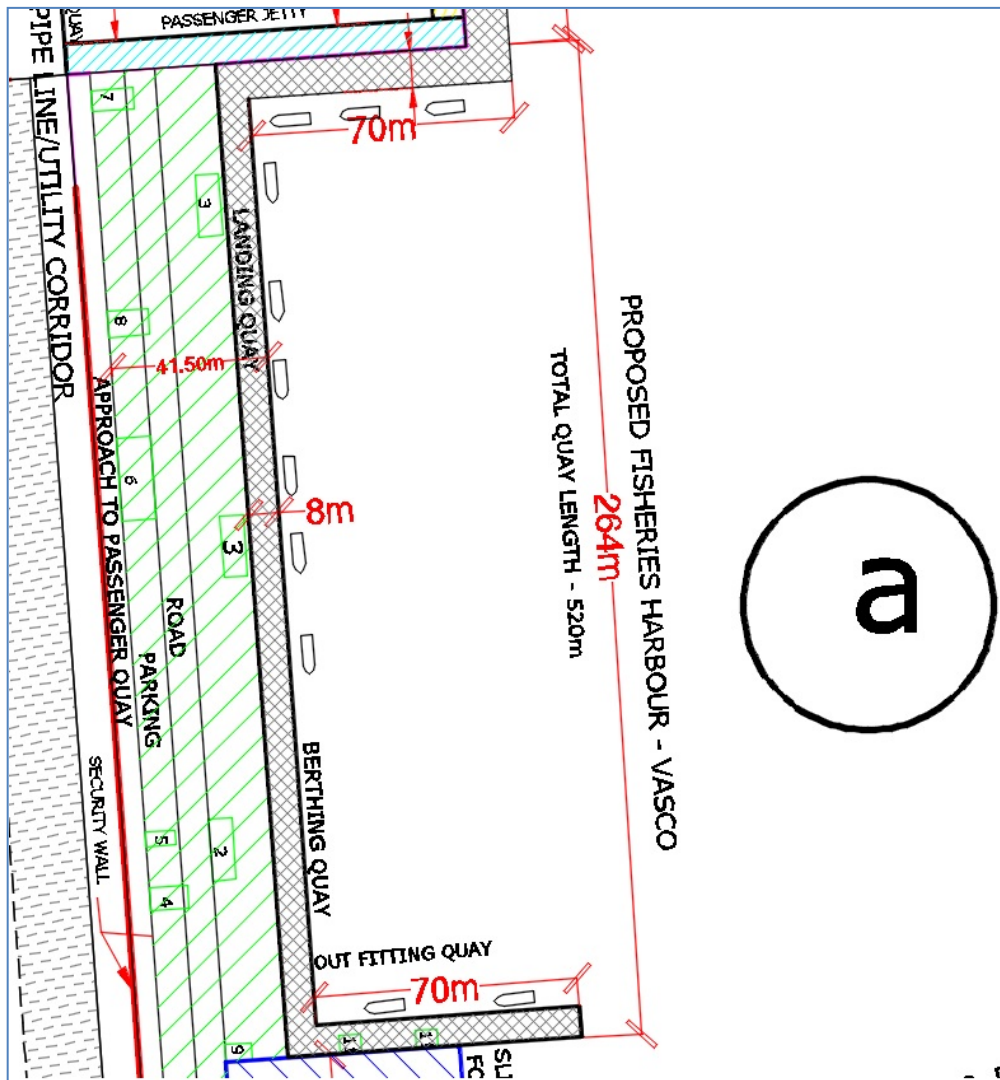 PASSENGER JETTY
QUAY
PIPE LINE/UTILITY CORRIDOR
7
70m
3
LANDING QUAY
8
41.50m
PROPOSED FISHERIES HARBOUR - VASCO
TOTAL QUAY LENGTH - 520m
264m
APPROACH TO PASSENGER QUAY
6
8m
3
a
ROAD
PARKING
SECURITY WALL
BERTHING QUAY
5
2
4
OUT FITTING QUAY
70m
9